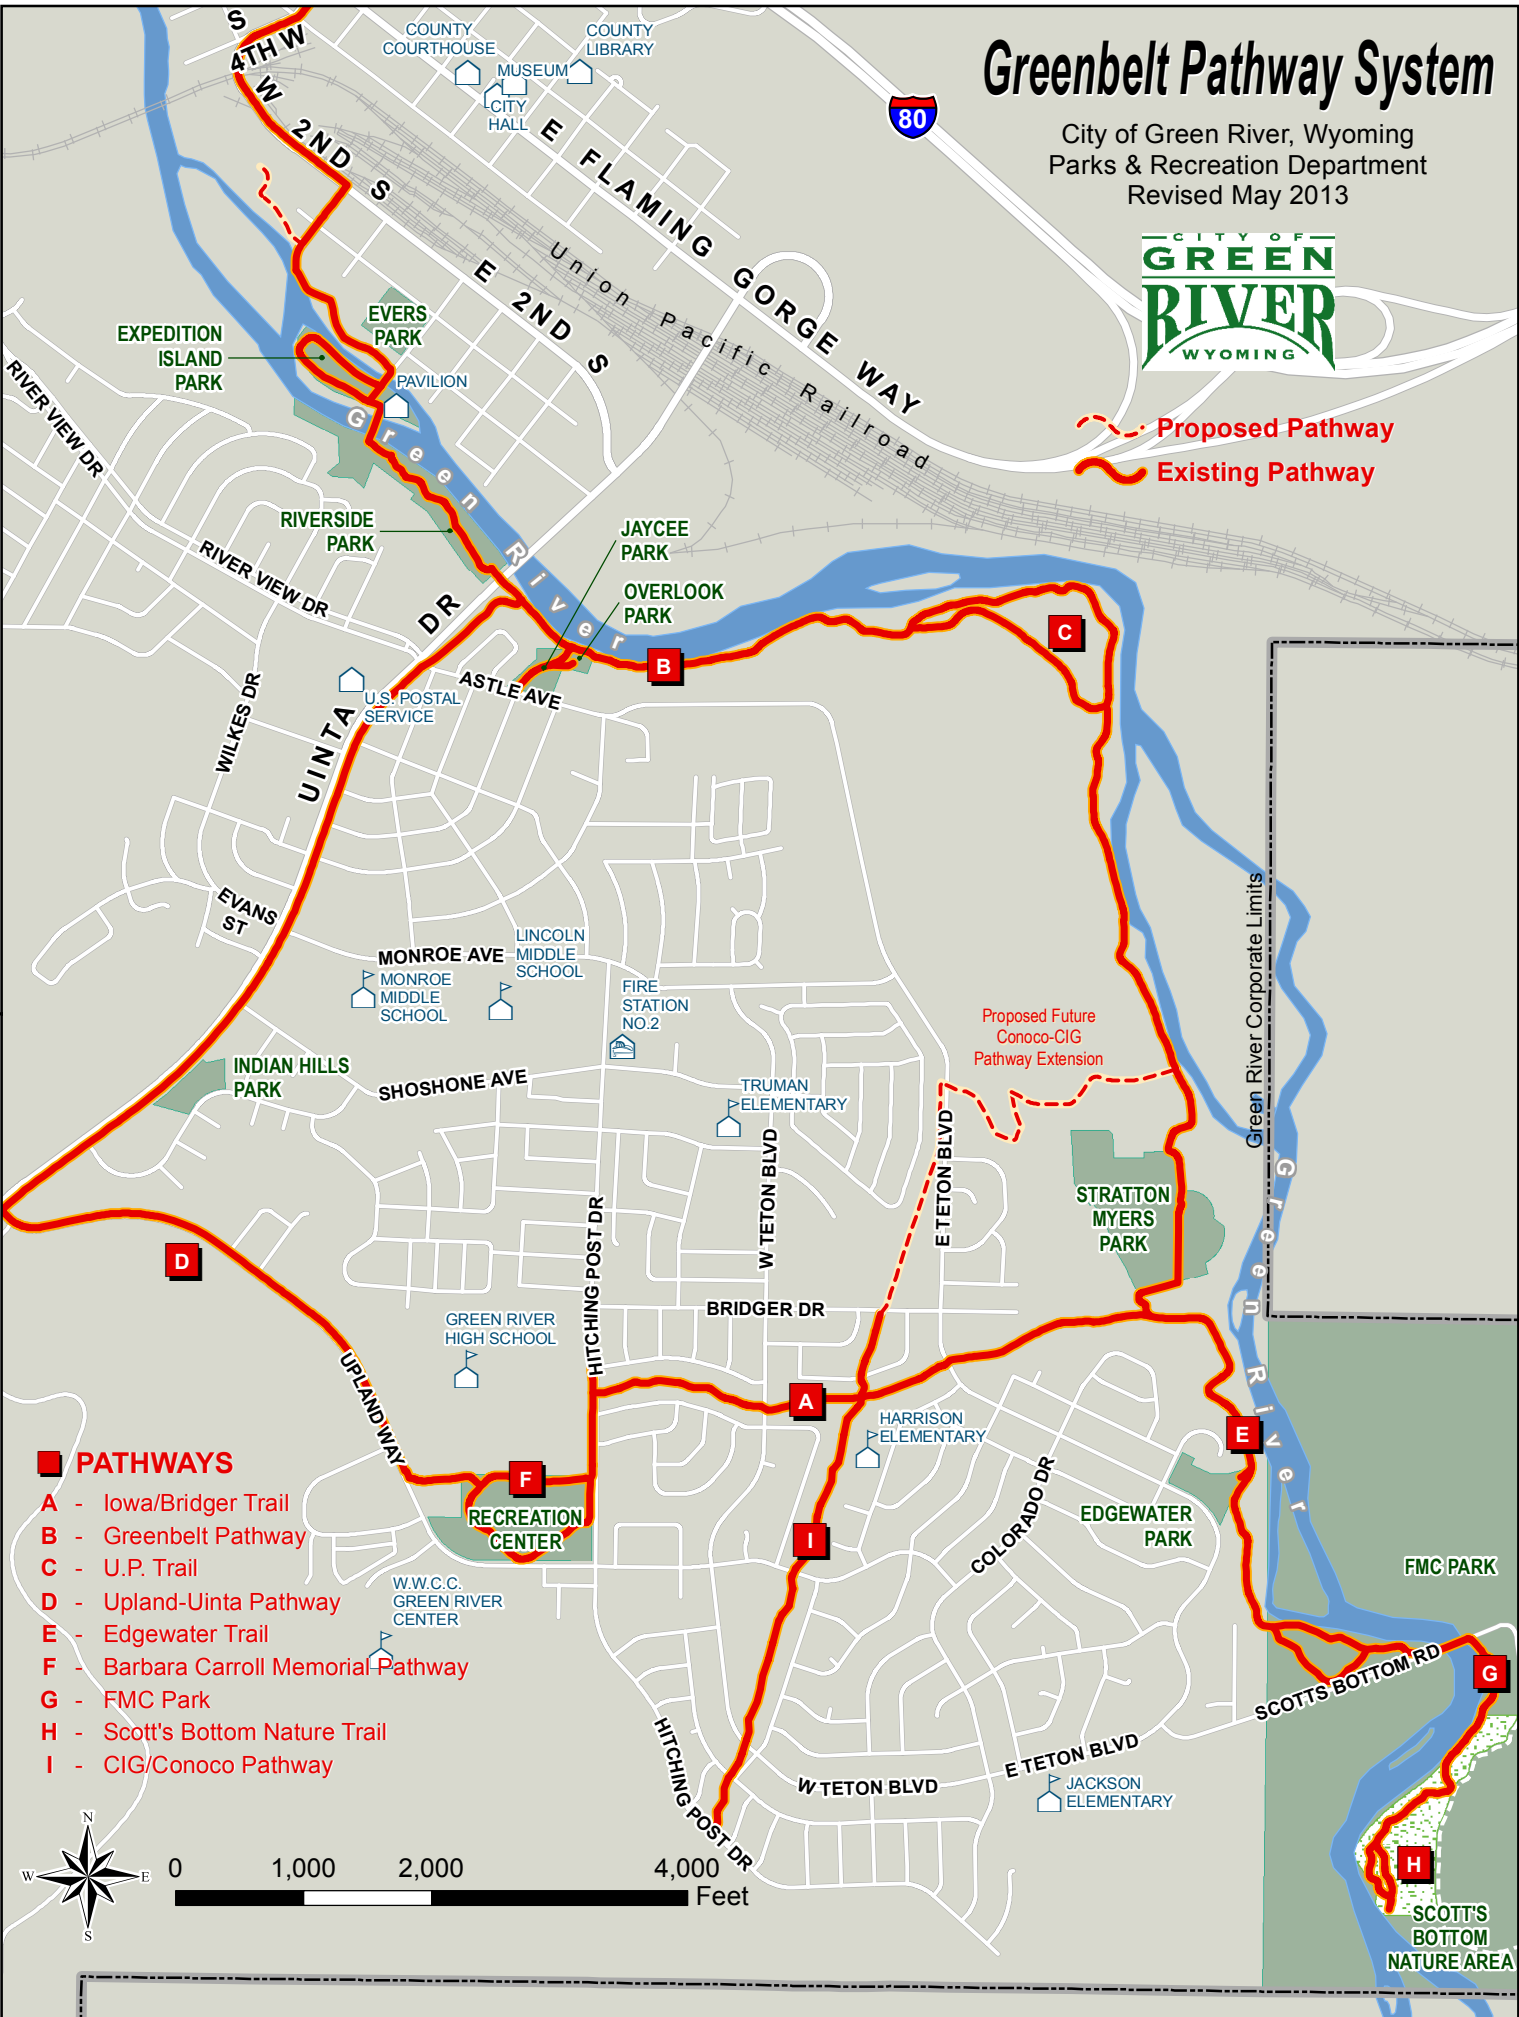 Greenbelt Pathway System
City of Green River, Wyoming
Parks & Recreation Department
Revised May 2013
CITY OF
GREEN
RIVER
WYOMING
Proposed Pathway
Existing Pathway
80
S
4TH W
W 2ND S
COUNTY
COURTHOUSE
COUNTY
LIBRARY
MUSEUM
CITY
HALL
E FLAMING GORGE WAY
E 2ND S
Union Pacific Railroad
EVERS
PARK
EXPEDITION
ISLAND
PARK
PAVILION
Green River
RIVER VIEW DR
RIVERSIDE
PARK
RIVER VIEW DR
JAYCEE
PARK
OVERLOOK
PARK
UINTA DR
B
C
ASTLE AVE
U.S. POSTAL
SERVICE
WILKES DR
EVANS
ST
MONROE AVE
LINCOLN
MIDDLE
SCHOOL
MONROE
MIDDLE
SCHOOL
FIRE
STATION
NO.2
Green River Corporate Limits
Proposed Future
Conoco-CIG
Pathway Extension
INDIAN HILLS
PARK
SHOSHONE AVE
TRUMAN
ELEMENTARY
W TETON BLVD
E TETON BLVD
STRATTON
MYERS
PARK
Green River
D
HITCHING POST DR
BRIDGER DR
GREEN RIVER
HIGH SCHOOL
UPLAND WAY
A
HARRISON
ELEMENTARY
E
COLORADO DR
EDGEWATER
PARK
F
RECREATION
CENTER
I
FMC PARK
W.W.C.C.
GREEN RIVER
CENTER
SCOTTS BOTTOM RD
G
HITCHING POST DR
W TETON BLVD
E TETON BLVD
JACKSON
ELEMENTARY
H
SCOTT'S
BOTTOM
NATURE AREA
PATHWAYS
A - Iowa/Bridger Trail
B - Greenbelt Pathway
C - U.P. Trail
D - Upland-Uinta Pathway
E - Edgewater Trail
F - Barbara Carroll Memorial Pathway
G - FMC Park
H - Scott's Bottom Nature Trail
I - CIG/Conoco Pathway
N
W E
S
0 1,000 2,000 4,000
Feet